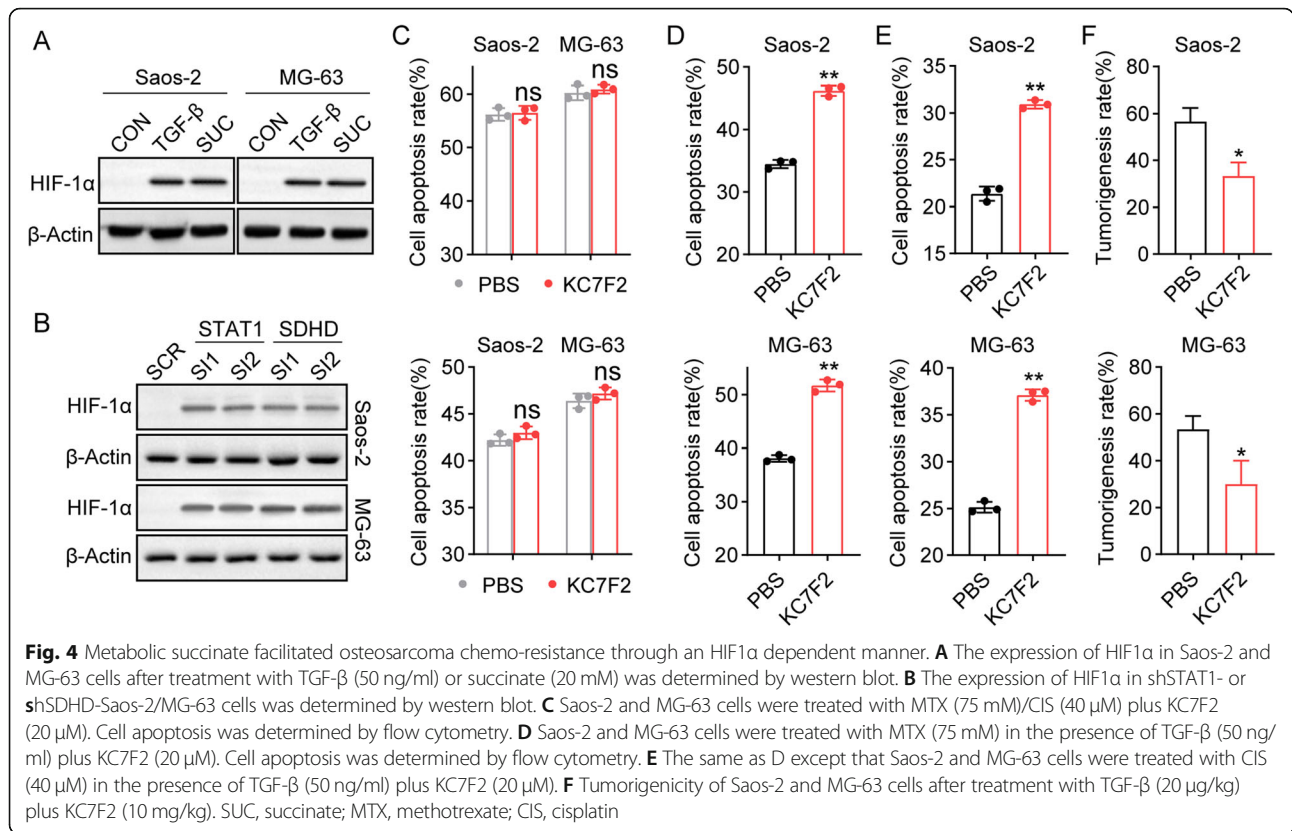 A
Saos-2
MG-63
CON
TGF-β
SUC
CON
TGF-β
SUC
HIF-1α
β-Actin
B
STAT1
SDHD
SCR
SI1
SI2
SI1
SI2
HIF-1α
β-Actin
Saos-2
HIF-1α
β-Actin
MG-63
C
Saos-2
MG-63
Cell apoptosis rate(%)
60
50
40
30
ns
ns
PBS
KC7F2
Saos-2
MG-63
Cell apoptosis rate(%)
45
40
35
30
ns
ns
PBS
KC7F2
D
Saos-2
Cell apoptosis rate(%)
50
40
30
20
**
PBS
KC7F2
MG-63
Cell apoptosis rate(%)
50
40
30
20
**
PBS
KC7F2
E
Saos-2
Cell apoptosis rate(%)
35
30
25
20
15
**
PBS
KC7F2
MG-63
Cell apoptosis rate(%)
40
35
30
25
20
**
PBS
KC7F2
F
Saos-2
Tumorigenesis rate(%)
80
60
40
20
0
*
PBS
KC7F2
MG-63
Tumorigenesis rate(%)
80
60
40
20
0
*
PBS
KC7F2
Fig. 4 Metabolic succinate facilitated osteosarcoma chemo-resistance through an HIF1α dependent manner. A The expression of HIF1α in Saos-2 and
MG-63 cells after treatment with TGF-β (50 ng/ml) or succinate (20 mM) was determined by western blot. B The expression of HIF1α in shSTAT1- or
shSDHD-Saos-2/MG-63 cells was determined by western blot. C Saos-2 and MG-63 cells were treated with MTX (75 mM)/CIS (40 μM) plus KC7F2
(20 μM). Cell apoptosis was determined by flow cytometry. D Saos-2 and MG-63 cells were treated with MTX (75 mM) in the presence of TGF-β (50 ng/
ml) plus KC7F2 (20 μM). Cell apoptosis was determined by flow cytometry. E The same as D except that Saos-2 and MG-63 cells were treated with CIS
(40 μM) in the presence of TGF-β (50 ng/ml) plus KC7F2 (20 μM). F Tumorigenicity of Saos-2 and MG-63 cells after treatment with TGF-β (20 μg/kg)
plus KC7F2 (10 mg/kg). SUC, succinate; MTX, methotrexate; CIS, cisplatin